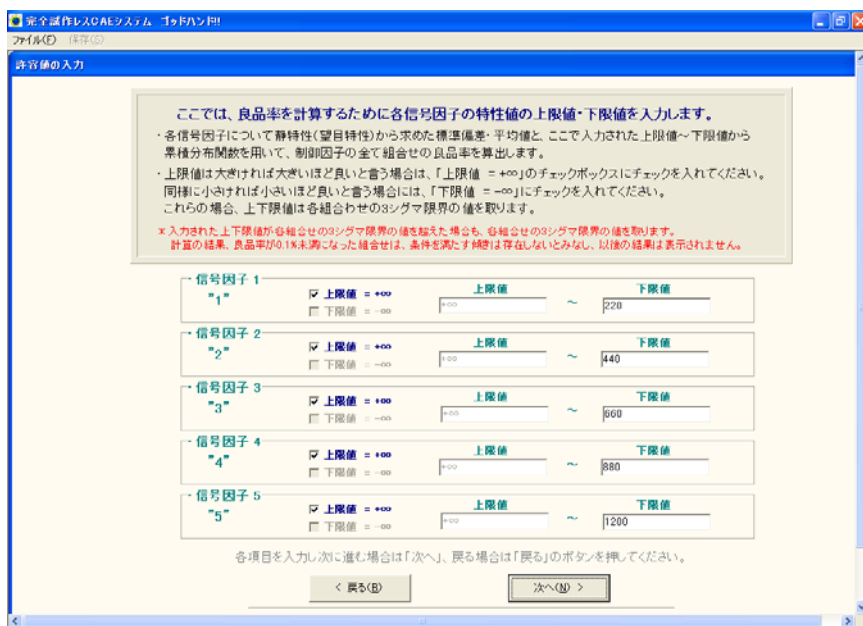 完全試作レスCAEシステム ゴッドハンド!!
ファイル(F) 保存(S)
許容値の入力
ここでは、良品率を計算するために各信号因子の特性値の上限値・下限値を入力します。
・各信号因子について静特性(望目特性)から求めた標準偏差・平均値と、ここで入力された上限値～下限値から
累積分布関数を用いて、制御因子の全て組合せの良品率を算出します。
・上限値は大きければ大きいほど良いと言う場合は、「上限値 = +∞」のチェックボックスにチェックを入れてください。
同様に小さければ小さいほど良いと言う場合には、「下限値 = -∞」にチェックを入れてください。
これらの場合、上下限値は各組合わせの3シグマ限界の値を取ります。
* 入力された上下限値が各組合せの3シグマ限界の値を越えた場合も、各組合せの3シグマ限界の値を取ります。
計算の結果、良品率が0.1%未満になった組合せは、条件を満たす傾きは存在しないとみなし、以後の結果は表示されません。
信号因子 1
"1" 上限値 = +∞ 上限値 下限値
下限値 = -∞ +∞ ～ 220
信号因子 2
"2" 上限値 = +∞ 上限値 下限値
下限値 = -∞ +∞ ～ 440
信号因子 3
"3" 上限値 = +∞ 上限値 下限値
下限値 = -∞ +∞ ～ 660
信号因子 4
"4" 上限値 = +∞ 上限値 下限値
下限値 = -∞ +∞ ～ 880
信号因子 5
"5" 上限値 = +∞ 上限値 下限値
下限値 = -∞ +∞ ～ 1200
各項目を入力し次に進む場合は「次へ」、戻る場合は「戻る」のボタンを押してください。
< 戻る(B) 次へ(N) >